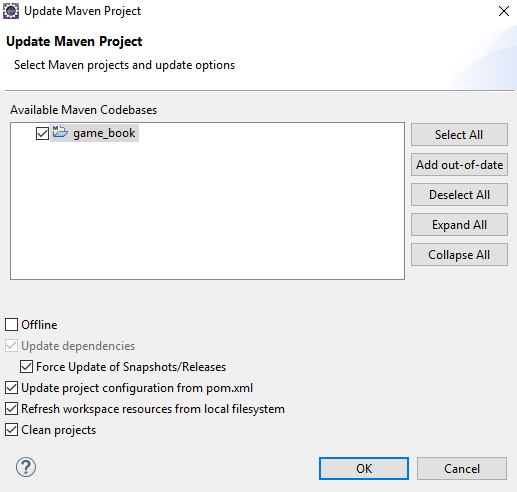 Update Maven Project
Update Maven Project
Select Maven projects and update options
Available Maven Codebases
game_book
Select All
Add out-of-date
Deselect All
Expand All
Collapse All
Offline
Update dependencies
Force Update of Snapshots/Releases
Update project configuration from pom.xml
Refresh workspace resources from local filesystem
Clean projects
OK
Cancel